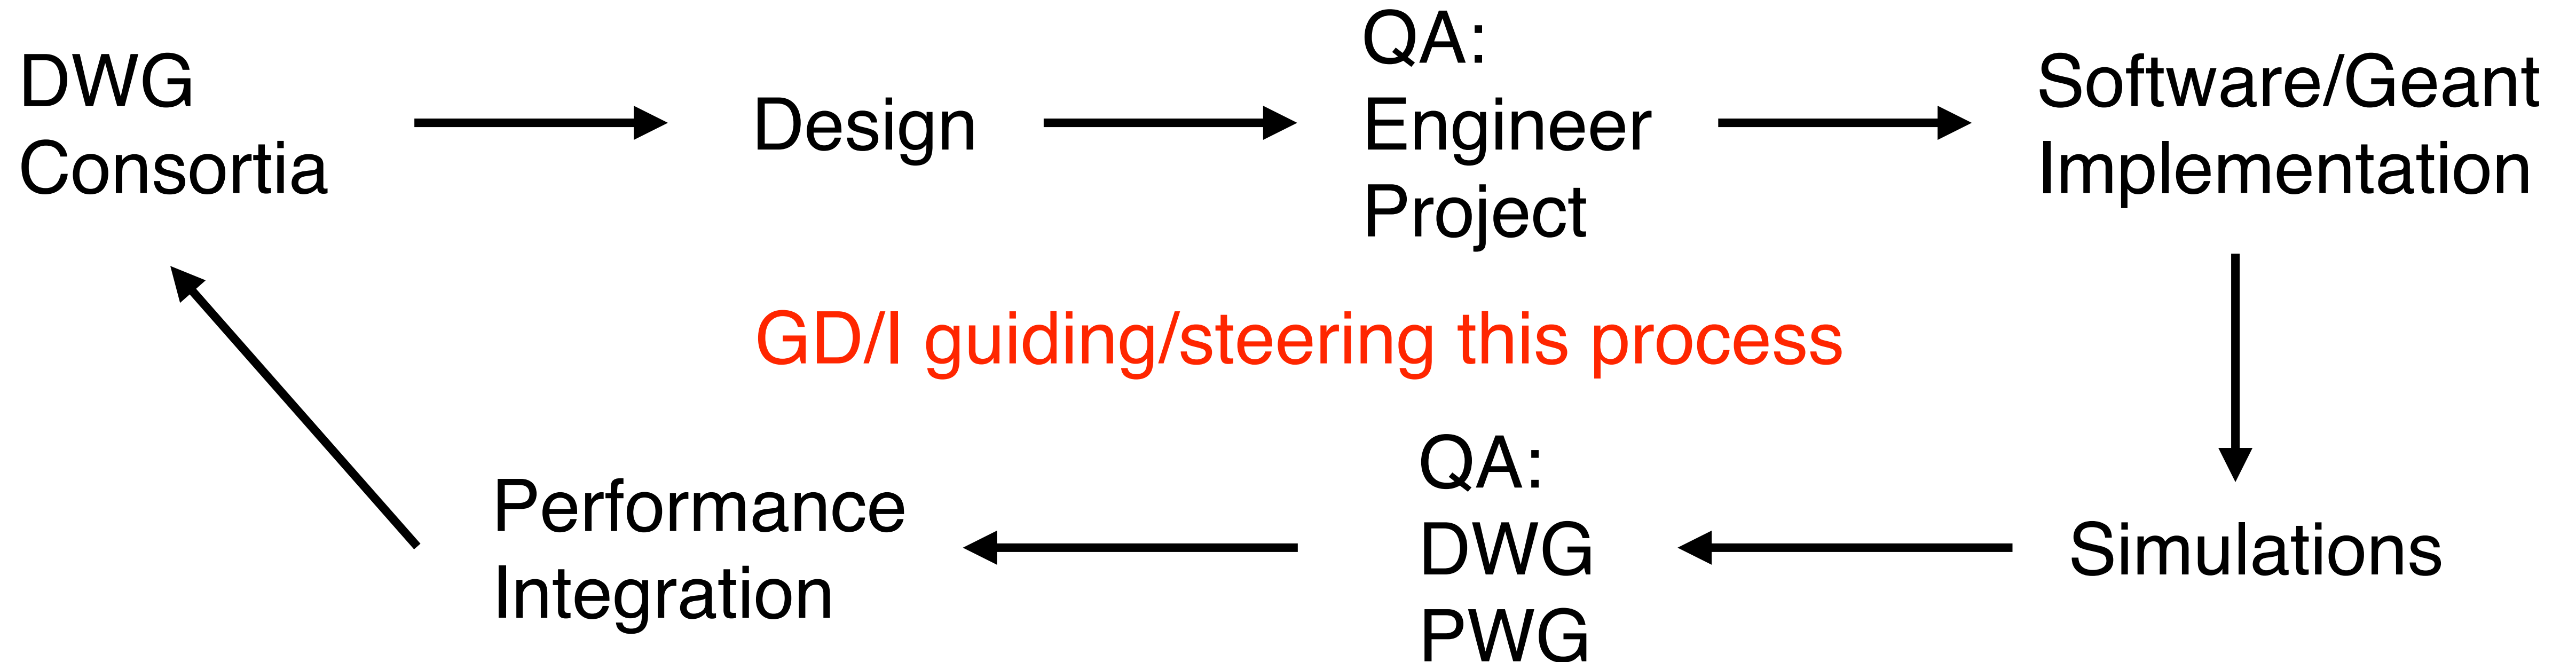 DWG
Consortia
Design
QA:
Engineer
Project
Software/Geant
Implementation
GD/I guiding/steering this process
Performance
Integration
QA:
DWG
PWG
Simulations